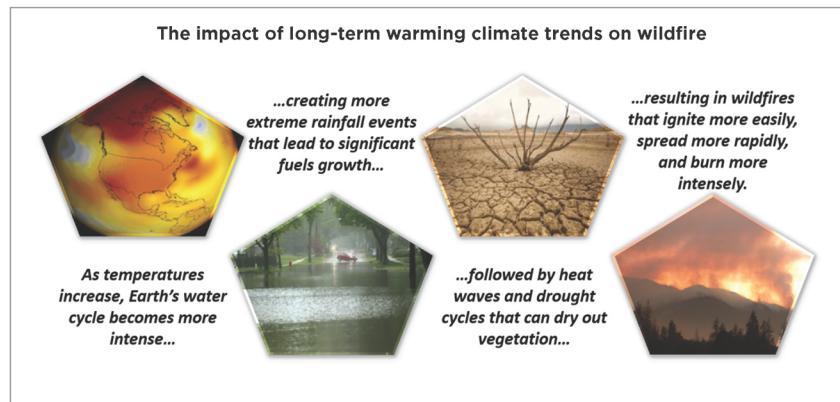 The impact of long-term warming climate trends on wildfire
As temperatures
increase, Earth's water
cycle becomes more
intense...
...creating more
extreme rainfall events
that lead to significant
fuels growth...
...followed by heat
waves and drought
cycles that can dry out
vegetation...
...resulting in wildfires
that ignite more easily,
spread more rapidly,
and burn more
intensely.